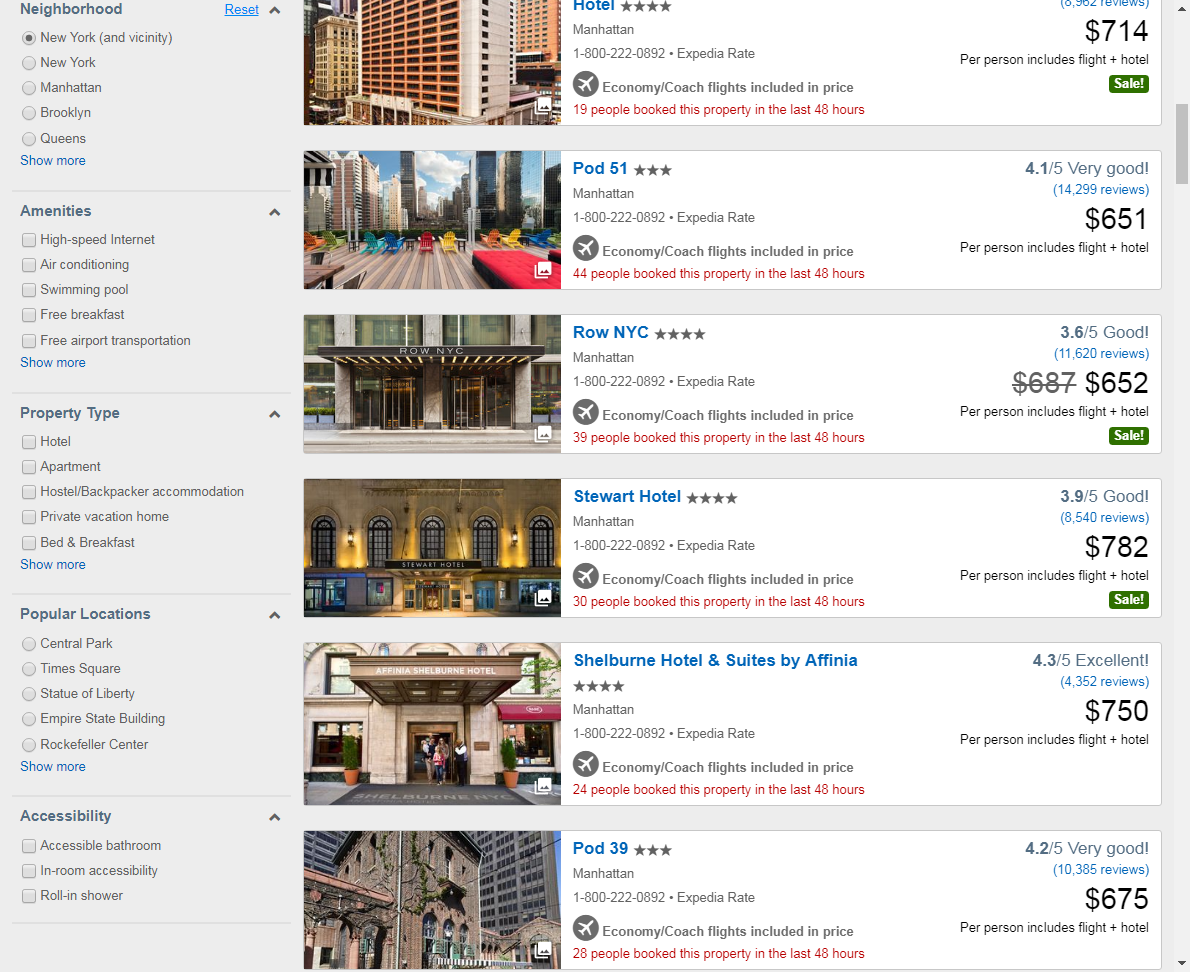 Neighborhood
Reset
New York (and vicinity)
New York
Manhattan
Brooklyn
Queens
Show more
Amenities
High-speed Internet
Air conditioning
Swimming pool
Free breakfast
Free airport transportation
Show more
Property Type
Hotel
Apartment
Hostel/Backpacker accommodation
Private vacation home
Bed & Breakfast
Show more
Popular Locations
Central Park
Times Square
Statue of Liberty
Empire State Building
Rockefeller Center
Show more
Accessibility
Accessible bathroom
In-room accessibility
Roll-in shower
Hotel
(8,962 reviews)
Manhattan
$714
1-800-222-0892 • Expedia Rate
Per person includes flight + hotel
Economy/Coach flights included in price
Sale!
19 people booked this property in the last 48 hours
Pod 51
4.1/5 Very good!
Manhattan
(14,299 reviews)
1-800-222-0892 • Expedia Rate
$651
Economy/Coach flights included in price
Per person includes flight + hotel
44 people booked this property in the last 48 hours
ROW NYC
Row NYC
3.6/5 Good!
Manhattan
(11,620 reviews)
1-800-222-0892 • Expedia Rate
$687 $652
Economy/Coach flights included in price
Per person includes flight + hotel
39 people booked this property in the last 48 hours
Sale!
STEWART HOTEL
Stewart Hotel
3.9/5 Good!
Manhattan
(8,540 reviews)
1-800-222-0892 • Expedia Rate
$782
Economy/Coach flights included in price
Per person includes flight + hotel
30 people booked this property in the last 48 hours
Sale!
AFFINIA SHELBURNE HOTEL
SHELBURNE NYC
Shelburne Hotel & Suites by Affinia
4.3/5 Excellent!
(4,352 reviews)
Manhattan
$750
1-800-222-0892 • Expedia Rate
Per person includes flight + hotel
Economy/Coach flights included in price
24 people booked this property in the last 48 hours
Pod 39
4.2/5 Very good!
Manhattan
(10,385 reviews)
1-800-222-0892 • Expedia Rate
$675
Economy/Coach flights included in price
Per person includes flight + hotel
28 people booked this property in the last 48 hours